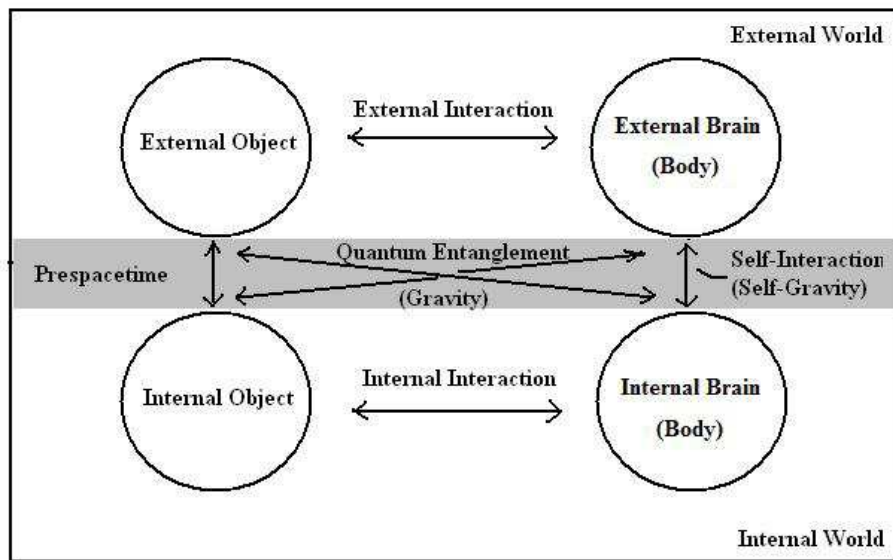 External World
External Interaction
External Object
External Brain
(Body)
Quantum Entanglement
Prespacetime
Self-Interaction
(Self-Gravity)
(Gravity)
Internal Interaction
Internal Object
Internal Brain
(Body)
Internal World